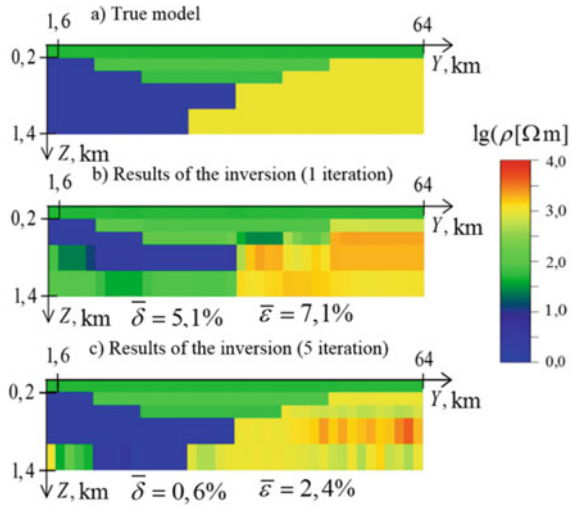 1,6 a) True model 64
0,2 Y, km
1,4 Z, km
lg(ρ[Ωm]
b) Results of the inversion (1 iteration)
1,6 64
0,2 Y, km
1,4 Z, km δ̅ = 5,1% ε̅ = 7,1%
c) Results of the inversion (5 iteration)
1,6 64
0,2 Y, km
1,4 Z, km δ̅ = 0,6% ε̅ = 2,4%
4,0
3,0
2,0
1,0
0,0